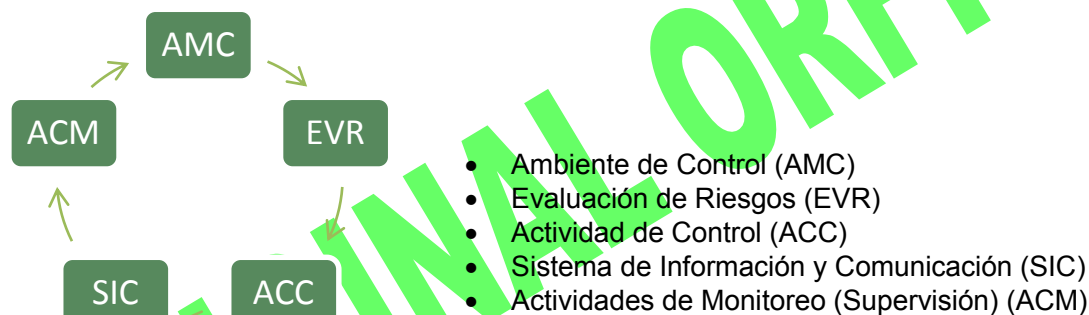 AMC
ACM
EVR
SIC
ACC
• Ambiente de Control (AMC)
• Evaluación de Riesgos (EVR)
• Actividad de Control (ACC)
• Sistema de Información y Comunicación (SIC)
• Actividades de Monitoreo (Supervisión) (ACM)